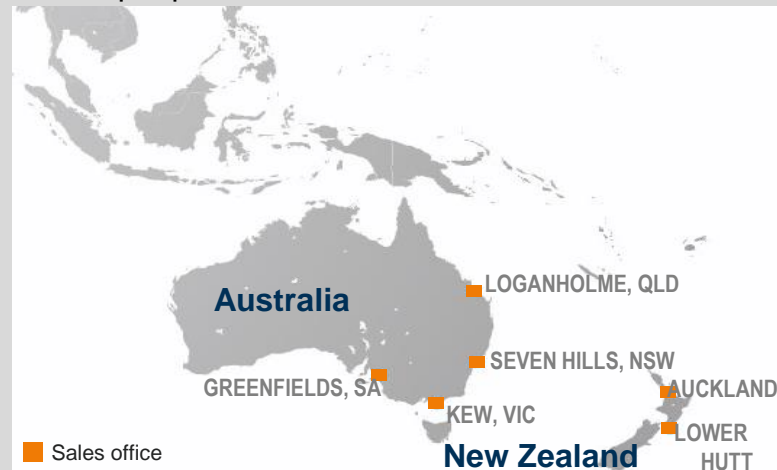 LOGANHOLME, QLD
Australia
SEVEN HILLS, NSW
GREENFIELDS, SA
AUCKLAND
KEW, VIC
LOWER
HUTT
New Zealand
Sales office